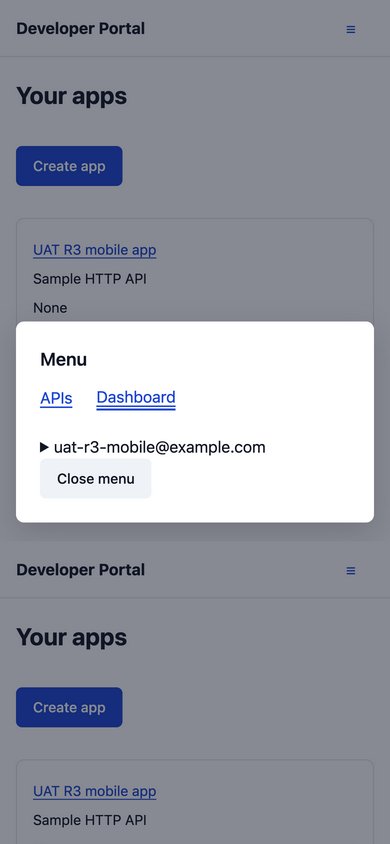 Developer Portal ≡
Your apps
Create app
UAT R3 mobile app
Sample HTTP API
None
Menu
APIs Dashboard
▶ uat-r3-mobile@example.com
Close menu
Developer Portal ≡
Your apps
Create app
UAT R3 mobile app
Sample HTTP API